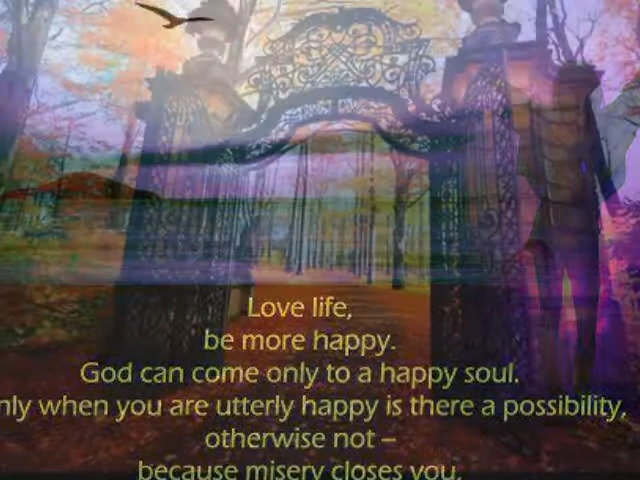 Love life,
be more happy.
God can come only to a happy soul.
nly when you are utterly happy is there a possibility,
otherwise not –
because misery closes you.